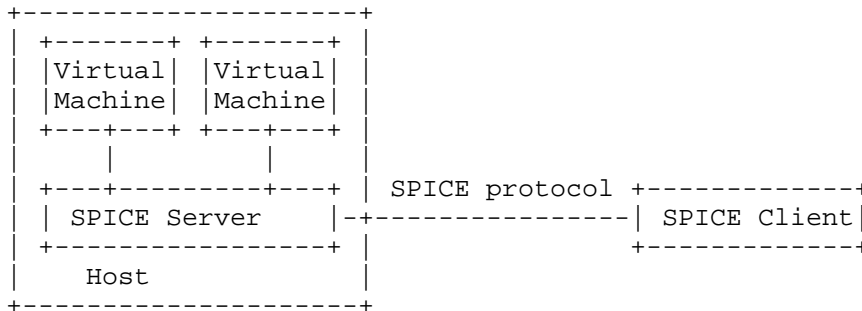 Virtual Virtual
Machine Machine
SPICE protocol
SPICE Server SPICE Client
Host